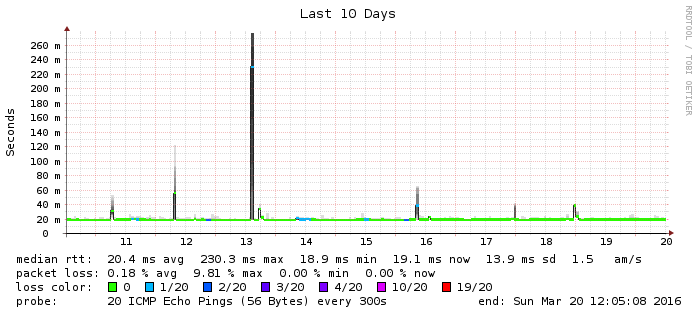 Last 10 Days
RRDTOOL / TOBI OETIKER
Seconds
260 m
240 m
220 m
200 m
180 m
160 m
140 m
120 m
100 m
80 m
60 m
40 m
20 m
0
11 12 13 14 15 16 17 18 19 20
median rtt: 20.4 ms avg 230.3 ms max 18.9 ms min 19.1 ms now 13.9 ms sd 1.5 am/s
packet loss: 0.18 % avg 9.81 % max 0.00 % min 0.00 % now
loss color: 0 1/20 2/20 3/20 4/20 10/20 19/20
probe: 20 ICMP Echo Pings (56 Bytes) every 300s end: Sun Mar 20 12:05:08 2016